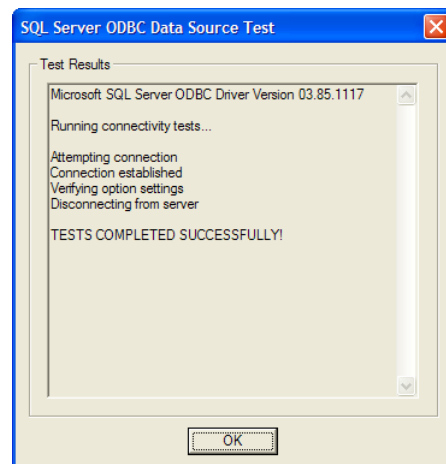 SQL Server ODBC Data Source Test
Test Results
Microsoft SQL Server ODBC Driver Version 03.85.1117
Running connectivity tests...
Attempting connection
Connection established
Verifying option settings
Disconnecting from server
TESTS COMPLETED SUCCESSFULLY!
OK